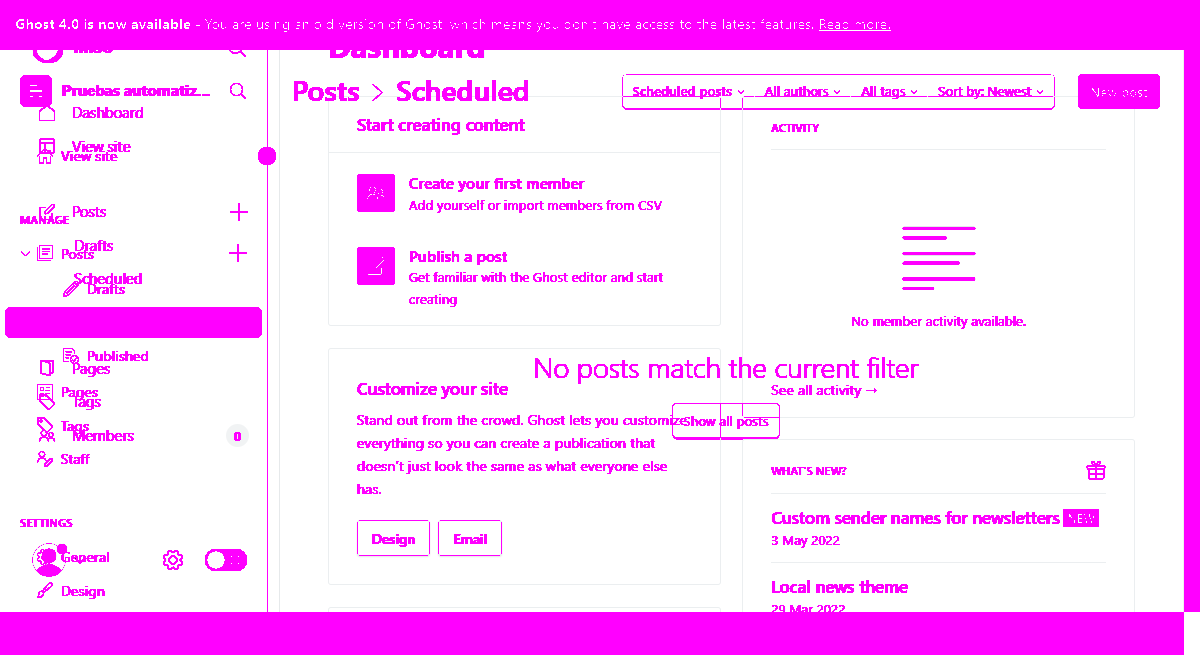 Ghost 4.0 is now available - You are using an old version of Ghost, which means you don't have access to the latest features. Read more.
Dashboard
Pruebas automatiz...
Posts > Scheduled
Scheduled posts
All authors
All tags
Sort by: Newest
New post
Dashboard
View site
View site
MANAGE
Posts
Drafts
Posts
Scheduled
Drafts
Published
Pages
Pages
Tags
Tags
Members
0
Staff
SETTINGS
General
Design
Start creating content
Create your first member
Add yourself or import members from CSV
Publish a post
Get familiar with the Ghost editor and start
creating
No posts match the current filter
Show all posts
Customize your site
Stand out from the crowd. Ghost lets you customize
everything so you can create a publication that
doesn't just look the same as what everyone else
has.
Design
Email
ACTIVITY
No member activity available.
See all activity →
WHAT'S NEW?
Custom sender names for newsletters NEW
3 May 2022
Local news theme
29 Mar 2022